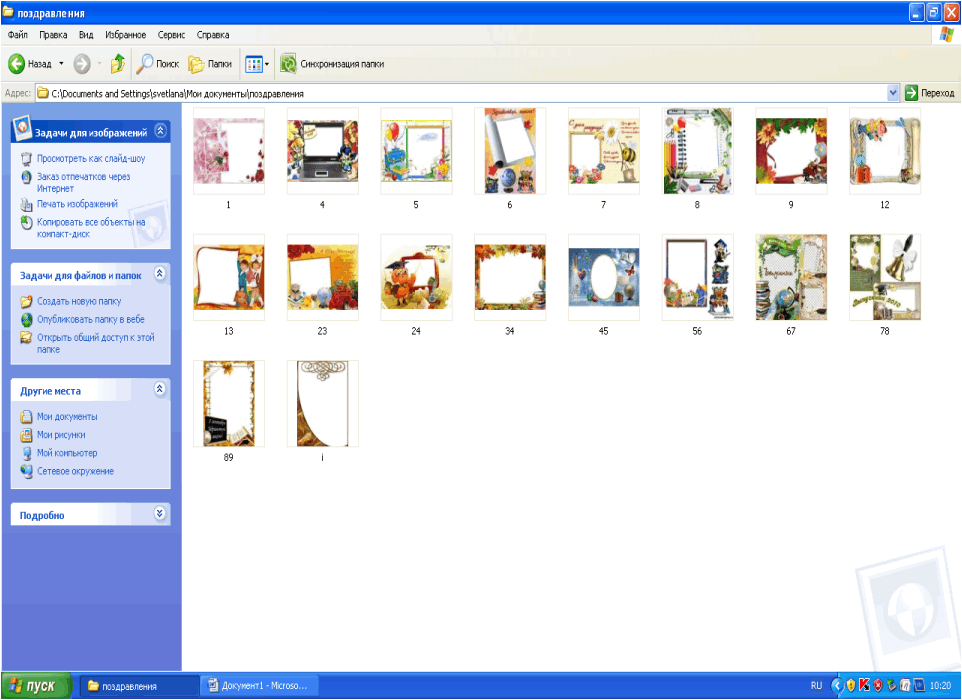 поздравления
Файл Правка Вид Избранное Сервис Справка
Назад Поиск Папки Синхронизация папки
Адрес: C:\Documents and Settings\svetlana\Мои документы\поздравления Переход
Задачи для изображений
Просмотреть как слайд-шоу
Заказ отпечатков через
Интернет
Печать изображений
Копировать все объекты на
компакт-диск
Задачи для файлов и папок
Создать новую папку
Опубликовать папку в вебе
Открыть общий доступ к этой
папке
Другие места
Мои документы
Мои рисунки
Мой компьютер
Сетевое окружение
Подробно
1 4 5 6 7 8 9 12
13 23 24 34 45 56 67 78
89 i
пуск поздравления Документ1 - Microso... RU 10:20